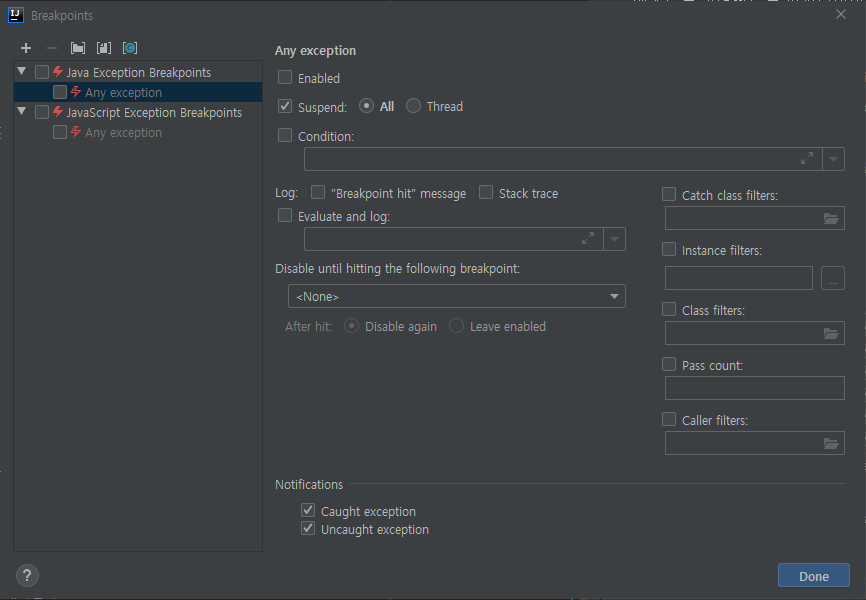 Breakpoints
Java Exception Breakpoints
Any exception
JavaScript Exception Breakpoints
Any exception
Any exception
Enabled
Suspend: All Thread
Condition:
Log: "Breakpoint hit" message Stack trace
Evaluate and log:
Disable until hitting the following breakpoint:
<None>
After hit: Disable again Leave enabled
Catch class filters:
Instance filters:
...
Class filters:
Pass count:
Caller filters:
Notifications
Caught exception
Uncaught exception
?
Done